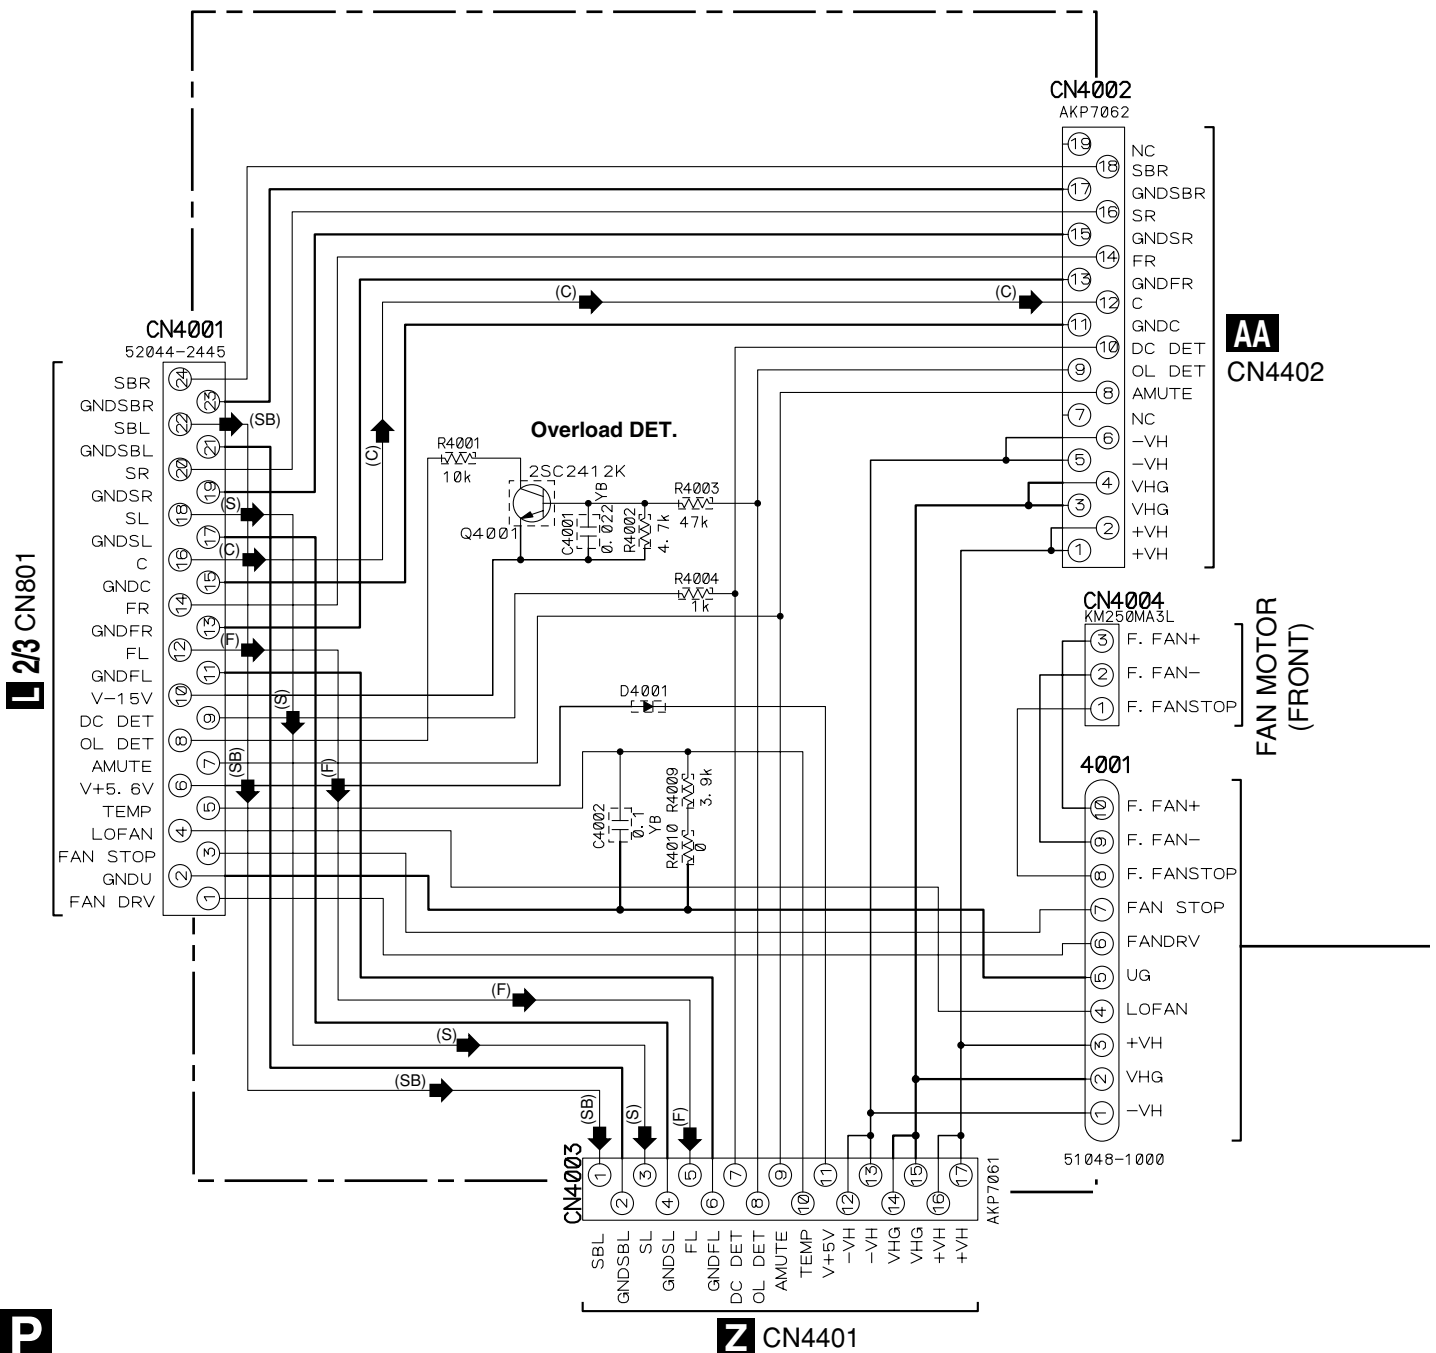 CN4002
AKP7062
19
NC
18
SBR
17
GNDSBR
16
SR
15
GNDSR
14
FR
13
GNDFR
12
C
11
GNDC
10
DC DET
9
OL DET
8
AMUTE
7
NC
6
-VH
5
-VH
4
VHG
3
VHG
2
+VH
1
+VH
AA
CN4402
CN4001
52044-2445
SBR
24
GNDSBR
23
SBL
22
GNDSBL
21
SR
20
GNDSR
19
SL
18
GNDSL
17
C
16
GNDC
15
FR
14
GNDFR
13
FL
12
GNDFL
11
V-15V
10
DC DET
9
OL DET
8
AMUTE
7
V+5.6V
6
TEMP
5
LOFAN
4
FAN STOP
3
GNDU
2
FAN DRV
1
L 2/3 CN801
(C)
(C)
(SB)
(C)
(S)
(C)
(F)
(S)
(SB)
(F)
(F)
(S)
(SB)
(SB)
(S)
(F)
Overload DET.
R4001
10k
2SC2412K
Q4001
C4001
0.022
YB
R4002
4.7k
R4003
47k
R4004
1k
D4001
C4002
0.1
YB
R4009
3.9k
R4010
0
CN4004
KM250MA3L
3
F.FAN+
2
F.FAN-
1
F.FANSTOP
FAN MOTOR
(FRONT)
4001
10
F.FAN+
9
F.FAN-
8
F.FANSTOP
7
FAN STOP
6
FANDRV
5
UG
4
LOFAN
3
+VH
2
VHG
1
-VH
51048-1000
CN4003
AKP7061
1
2
3
4
5
6
7
8
9
10
11
12
13
14
15
16
17
SBL
GNDSBL
SL
GNDSL
FL
GNDFL
DC DET
OL DET
AMUTE
TEMP
V+5V
-VH
-VH
VHG
VHG
+VH
+VH
Z CN4401
P